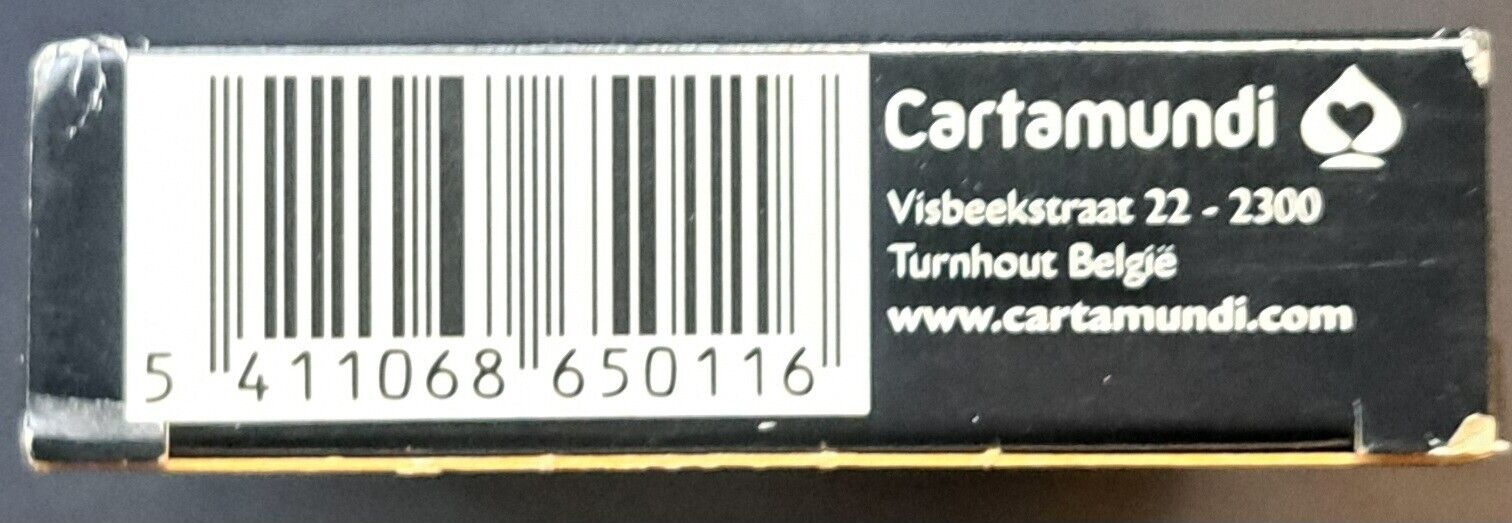 5 411068 650116
Cartamundi
Visbeekstraat 22 - 2300
Turnhout België
www.cartamundi.com